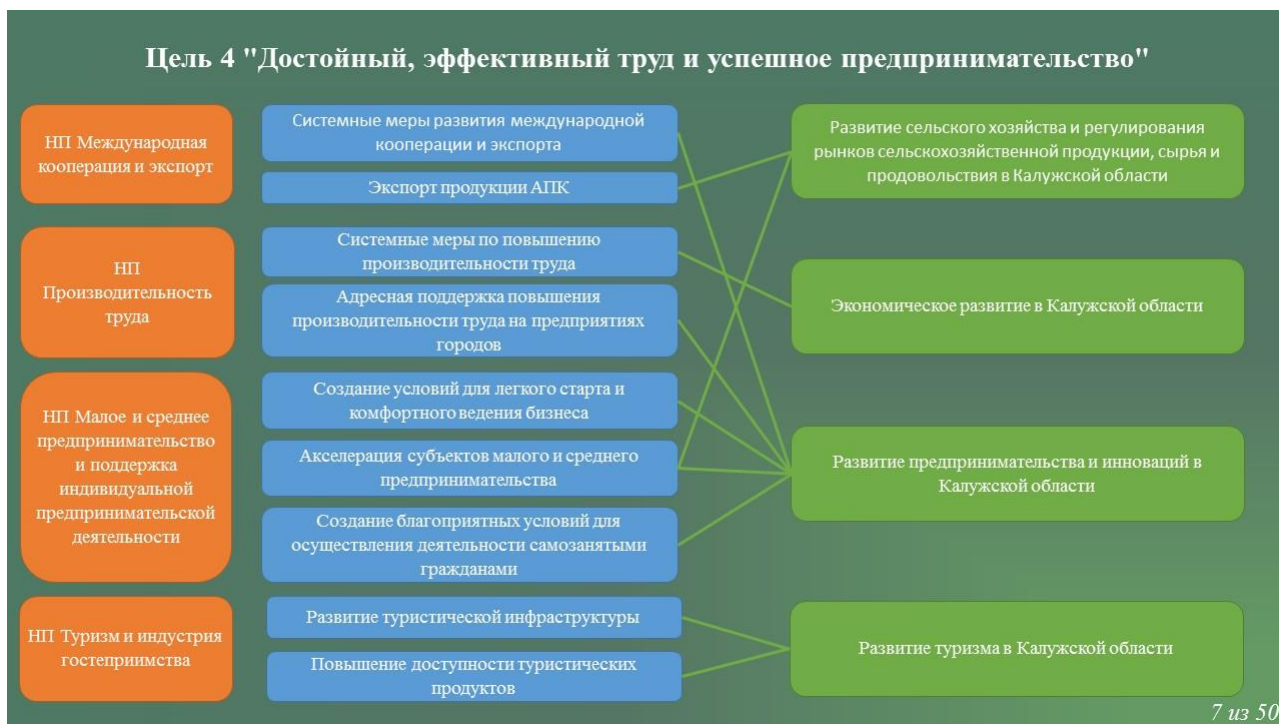 Цель 4 "Достойный, эффективный труд и успешное предпринимательство"
НП Международная
кооперация и экспорт
Системные меры развития международной
кооперации и экспорта
Экспорт продукции АПК
Развитие сельского хозяйства и регулирования
рынков сельскохозяйственной продукции, сырья и
продовольствия в Калужской области
НП
Производительность
труда
Системные меры по повышению
производительности труда
Адресная поддержка повышения
производительности труда на предприятиях
городов
Экономическое развитие в Калужской области
НП Малое и среднее
предпринимательство
и поддержка
индивидуальной
предпринимательской
деятельности
Создание условий для легкого старта и
комфортного ведения бизнеса
Акселерация субъектов малого и среднего
предпринимательства
Создание благоприятных условий для
осуществления деятельности самозанятыми
гражданами
Развитие предпринимательства и инноваций в
Калужской области
НП Туризм и индустрия
гостеприимства
Развитие туристической инфраструктуры
Повышение доступности туристических
продуктов
Развитие туризма в Калужской области
7 из 50